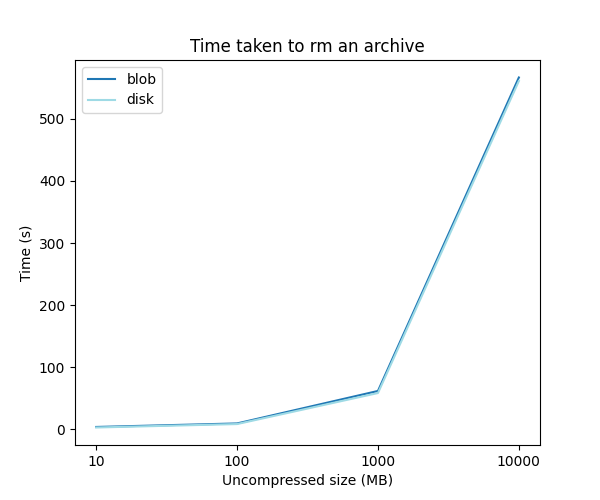 Time taken to rm an archive
blob
disk
Time (s)
500
400
300
200
100
0
10 100 1000 10000
Uncompressed size (MB)